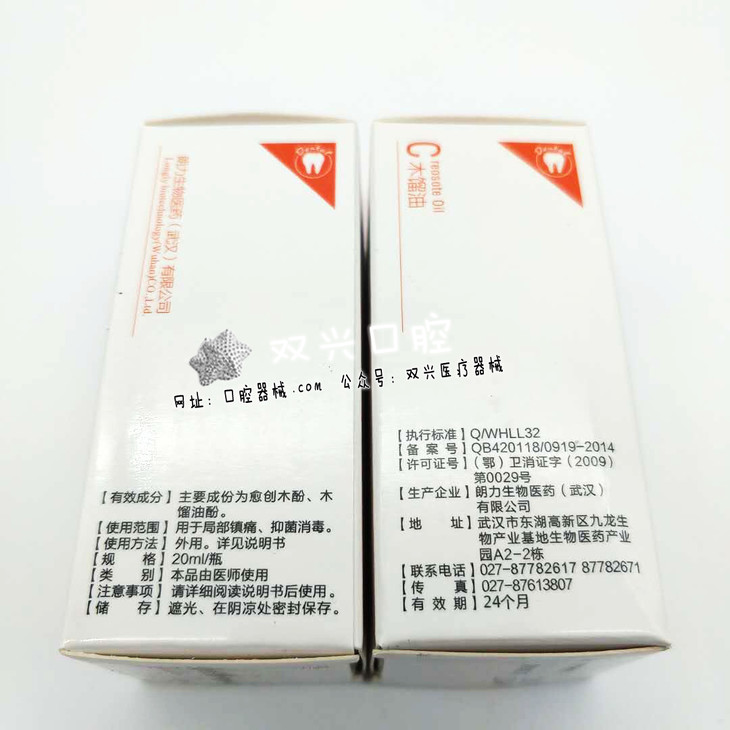 朗力生物医药（武汉）有限公司
Longly biotechnology(Wuhan)CO.,Ltd.
【有效成分】主要成份为愈创木酚、木
馏油酚。
【使用范围】用于局部镇痛、抑菌消毒。
【使用方法】外用。详见说明书
【规 格】20ml/瓶
【类 别】本品由医师使用
【注意事项】请详细阅读说明书后使用。
【储 存】遮光、在阴凉处密封保存。
Creosote Oil
木馏油
【执行标准】Q/WHLL32
【备 案 号】QB420118/0919-2014
【许可证号】（鄂）卫消证字（2009）
第0029号
【生产企业】朗力生物医药（武汉）
有限公司
【地 址】武汉市东湖高新区九龙生
物产业基地生物医药产业
园A2-2栋
【联系电话】027-87782617 87782671
【传 真】027-87613807
【有 效 期】24个月
双兴口腔
网址：口腔器械.com 公众号：双兴医疗器械